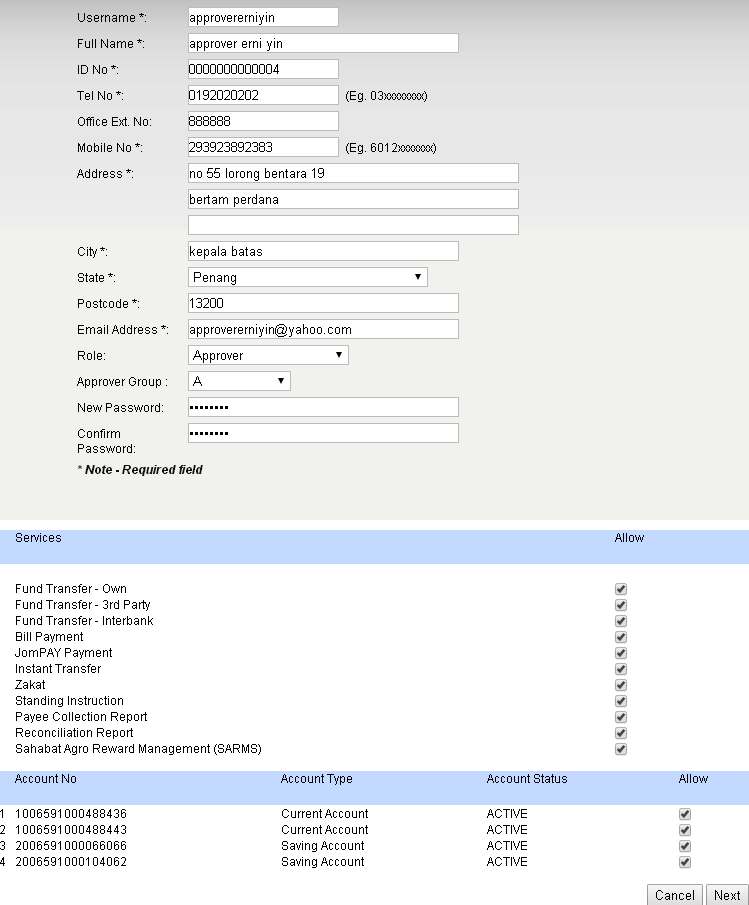 Username *: approvererniyin
Full Name *: approver erni yin
ID No *: 0000000000004
Tel No *: 0192020202 (Eg. 03xxxxxxxx)
Office Ext. No: 888888
Mobile No *: 293923892383 (Eg. 6012xxxxxxx)
Address *: no 55 lorong bentara 19
bertam perdana
City *: kepala batas
State *: Penang
Postcode *: 13200
Email Address *: approvererniyin@yahoo.com
Role: Approver
Approver Group : A
New Password: ••••••••
Confirm Password: ••••••••
* Note - Required field
Services Allow
Fund Transfer - Own
Fund Transfer - 3rd Party
Fund Transfer - Interbank
Bill Payment
JomPAY Payment
Instant Transfer
Zakat
Standing Instruction
Payee Collection Report
Reconciliation Report
Sahabat Agro Reward Management (SARMS)
Account No Account Type Account Status Allow
1 1006591000488436 Current Account ACTIVE
2 1006591000488443 Current Account ACTIVE
3 2006591000066066 Saving Account ACTIVE
4 2006591000104062 Saving Account ACTIVE
Cancel Next